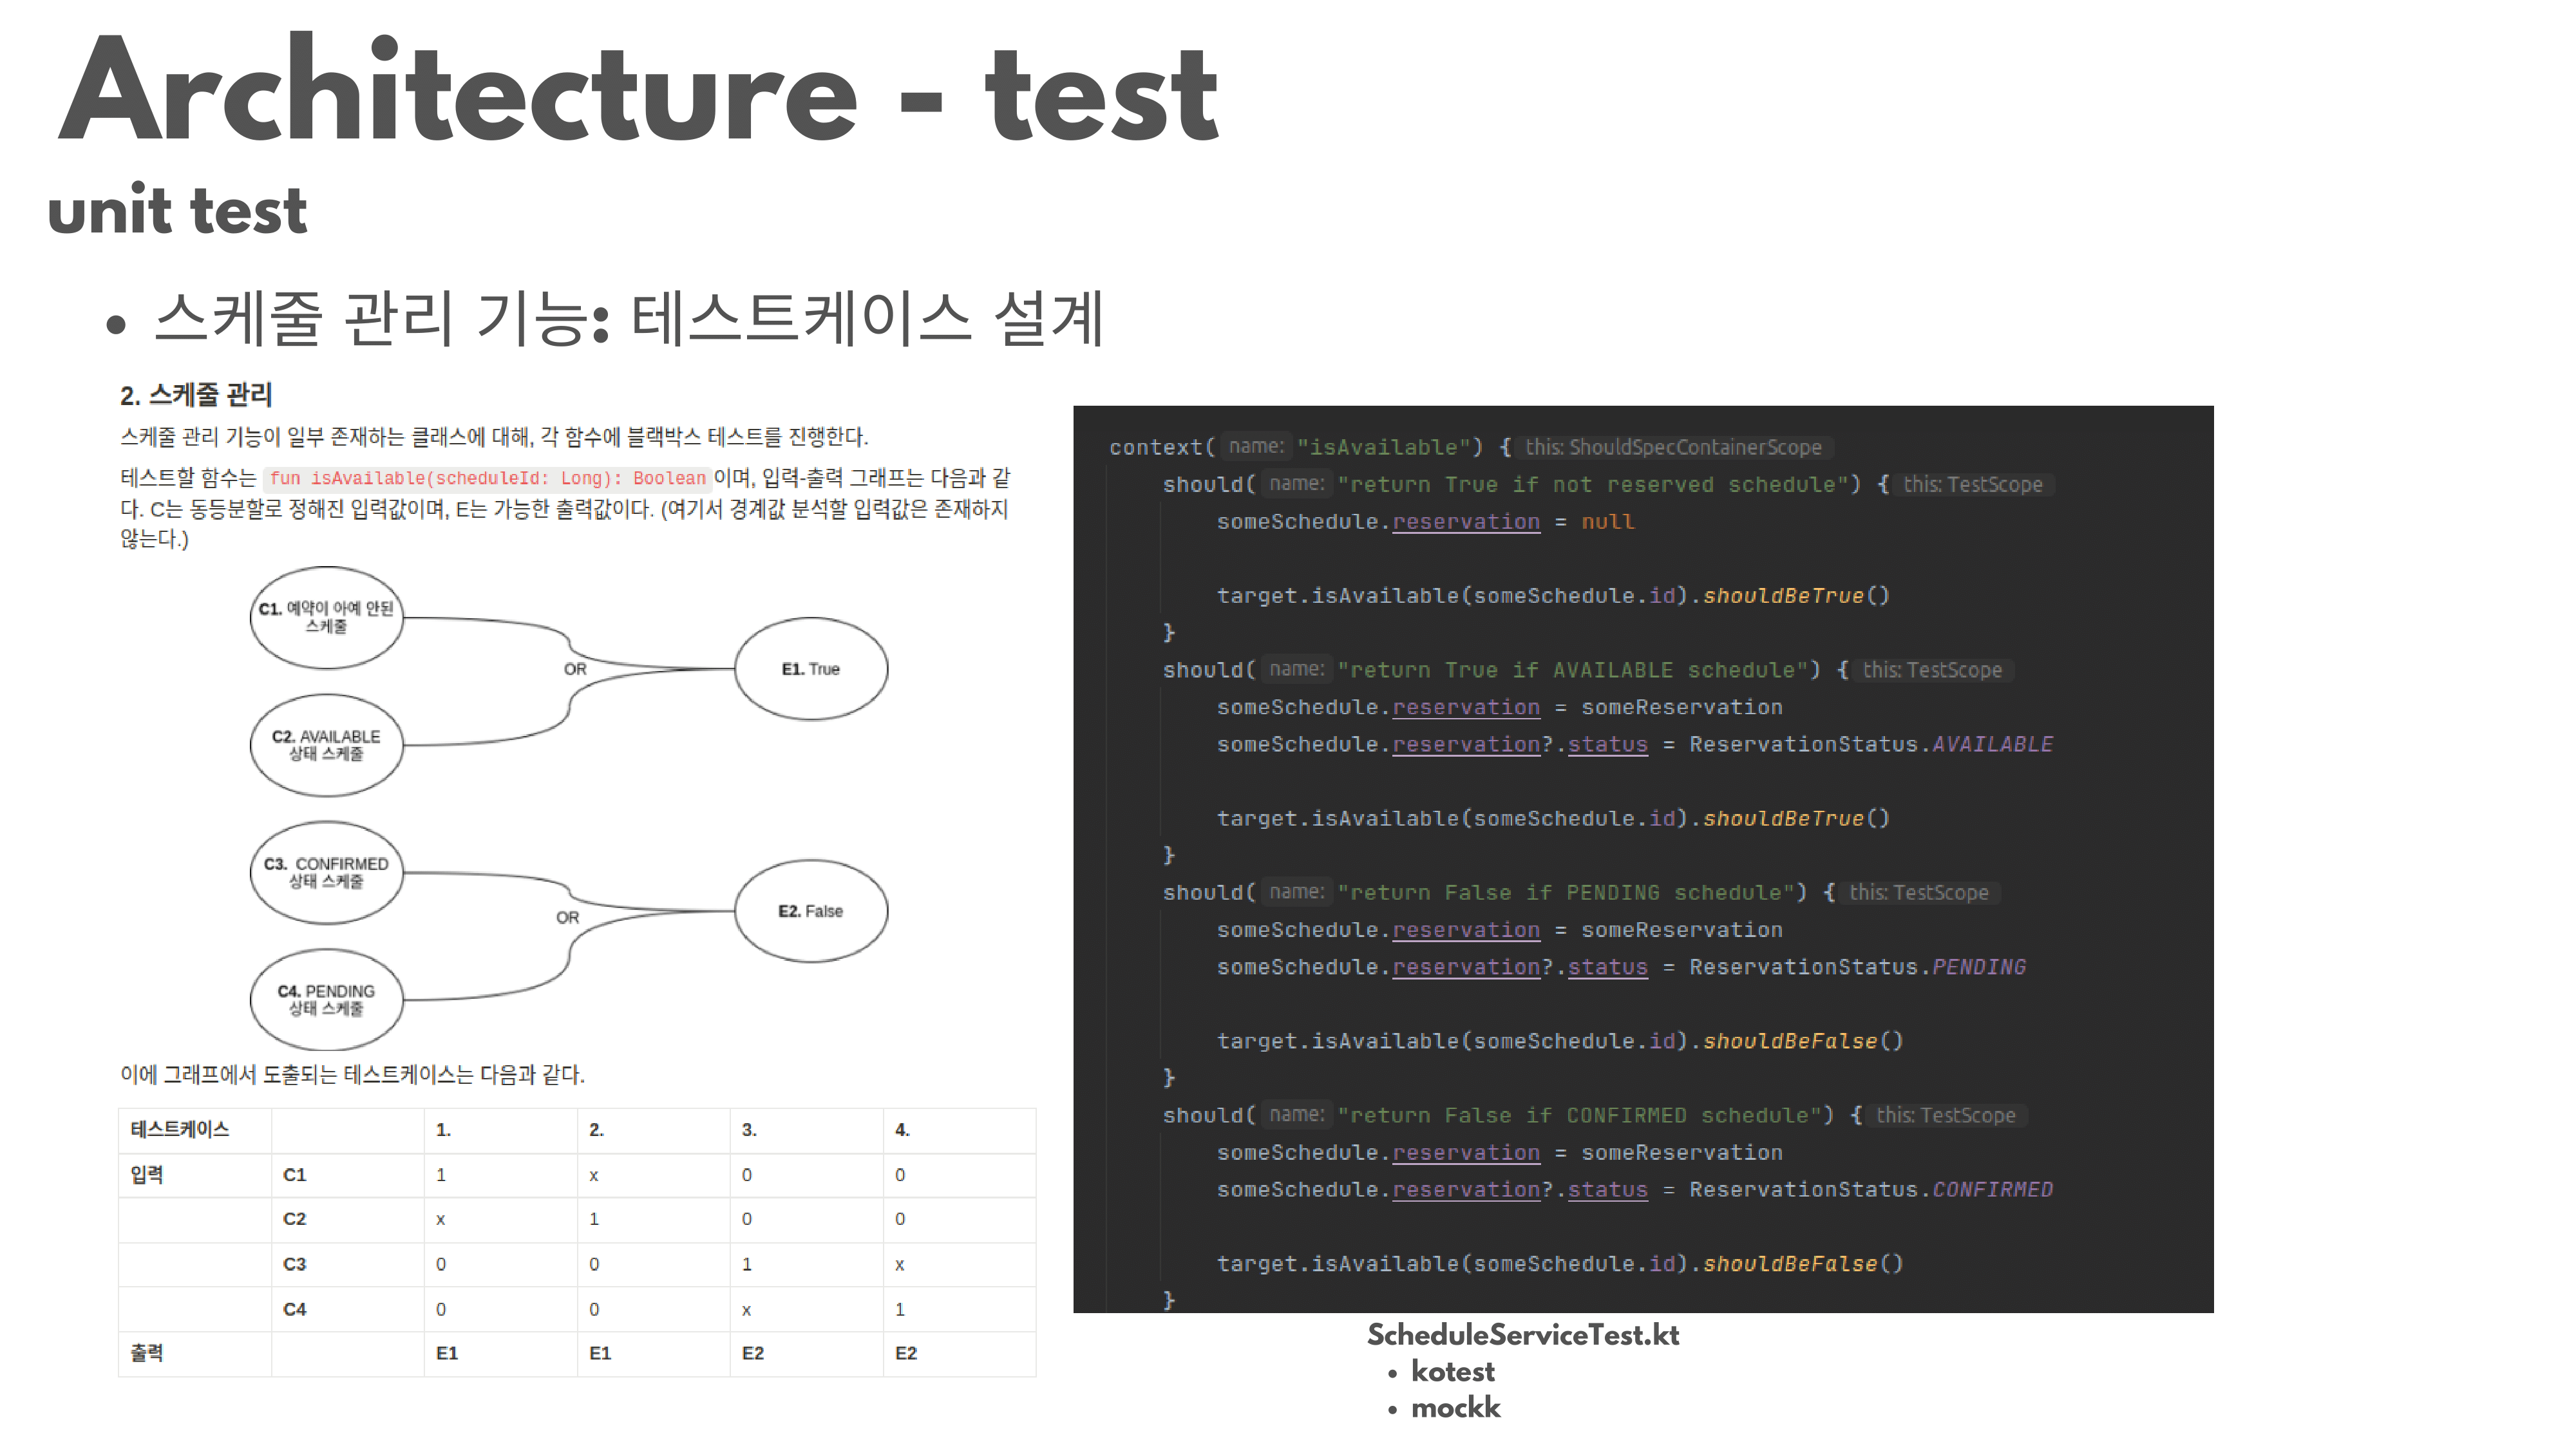 Architecture - test
unit test
• 스케줄 관리 기능: 테스트케이스 설계
2. 스케줄 관리
스케줄 관리 기능이 일부 존재하는 클래스에 대해, 각 함수에 블랙박스 테스트를 진행한다.
테스트할 함수는 fun isAvailable(scheduleId: Long): Boolean 이며, 입력-출력 그래프는 다음과 같
다. C는 동등분할로 정해진 입력값이며, E는 가능한 출력값이다. (여기서 경계값 분석할 입력값은 존재하지
않는다.)
C1. 예약이 아예 안된
스케줄
OR
E1. True
C2. AVAILABLE
상태 스케줄
C3. CONFIRMED
상태 스케줄
OR
E2. False
C4. PENDING
상태 스케줄
이에 그래프에서 도출되는 테스트케이스는 다음과 같다.
테스트케이스 1. 2. 3. 4.
입력 C1 1 x 0 0
C2 x 1 0 0
C3 0 0 1 x
C4 0 0 x 1
출력 E1 E1 E2 E2
context( name: "isAvailable") { this: ShouldSpecContainerScope
should( name: "return True if not reserved schedule") { this: TestScope
someSchedule.reservation = null
target.isAvailable(someSchedule.id).shouldBeTrue()
}
should( name: "return True if AVAILABLE schedule") { this: TestScope
someSchedule.reservation = someReservation
someSchedule.reservation?.status = ReservationStatus.AVAILABLE
target.isAvailable(someSchedule.id).shouldBeTrue()
}
should( name: "return False if PENDING schedule") { this: TestScope
someSchedule.reservation = someReservation
someSchedule.reservation?.status = ReservationStatus.PENDING
target.isAvailable(someSchedule.id).shouldBeFalse()
}
should( name: "return False if CONFIRMED schedule") { this: TestScope
someSchedule.reservation = someReservation
someSchedule.reservation?.status = ReservationStatus.CONFIRMED
target.isAvailable(someSchedule.id).shouldBeFalse()
}
ScheduleServiceTest.kt
• kotest
• mockk